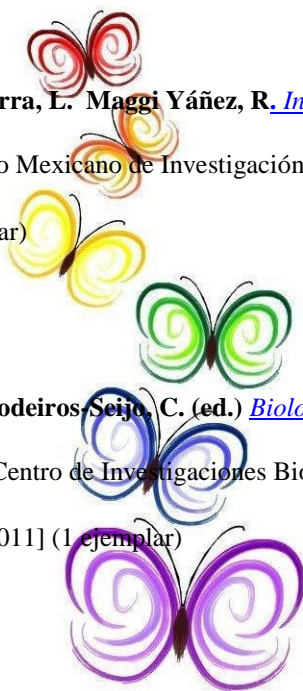 rra, L. Maggi Yáñez, R. In
o Mexicano de Investigación
ar)
odeiros-Seijo, C. (ed.) Biolo
Centro de Investigaciones Bio
011] (1 ejemplar)